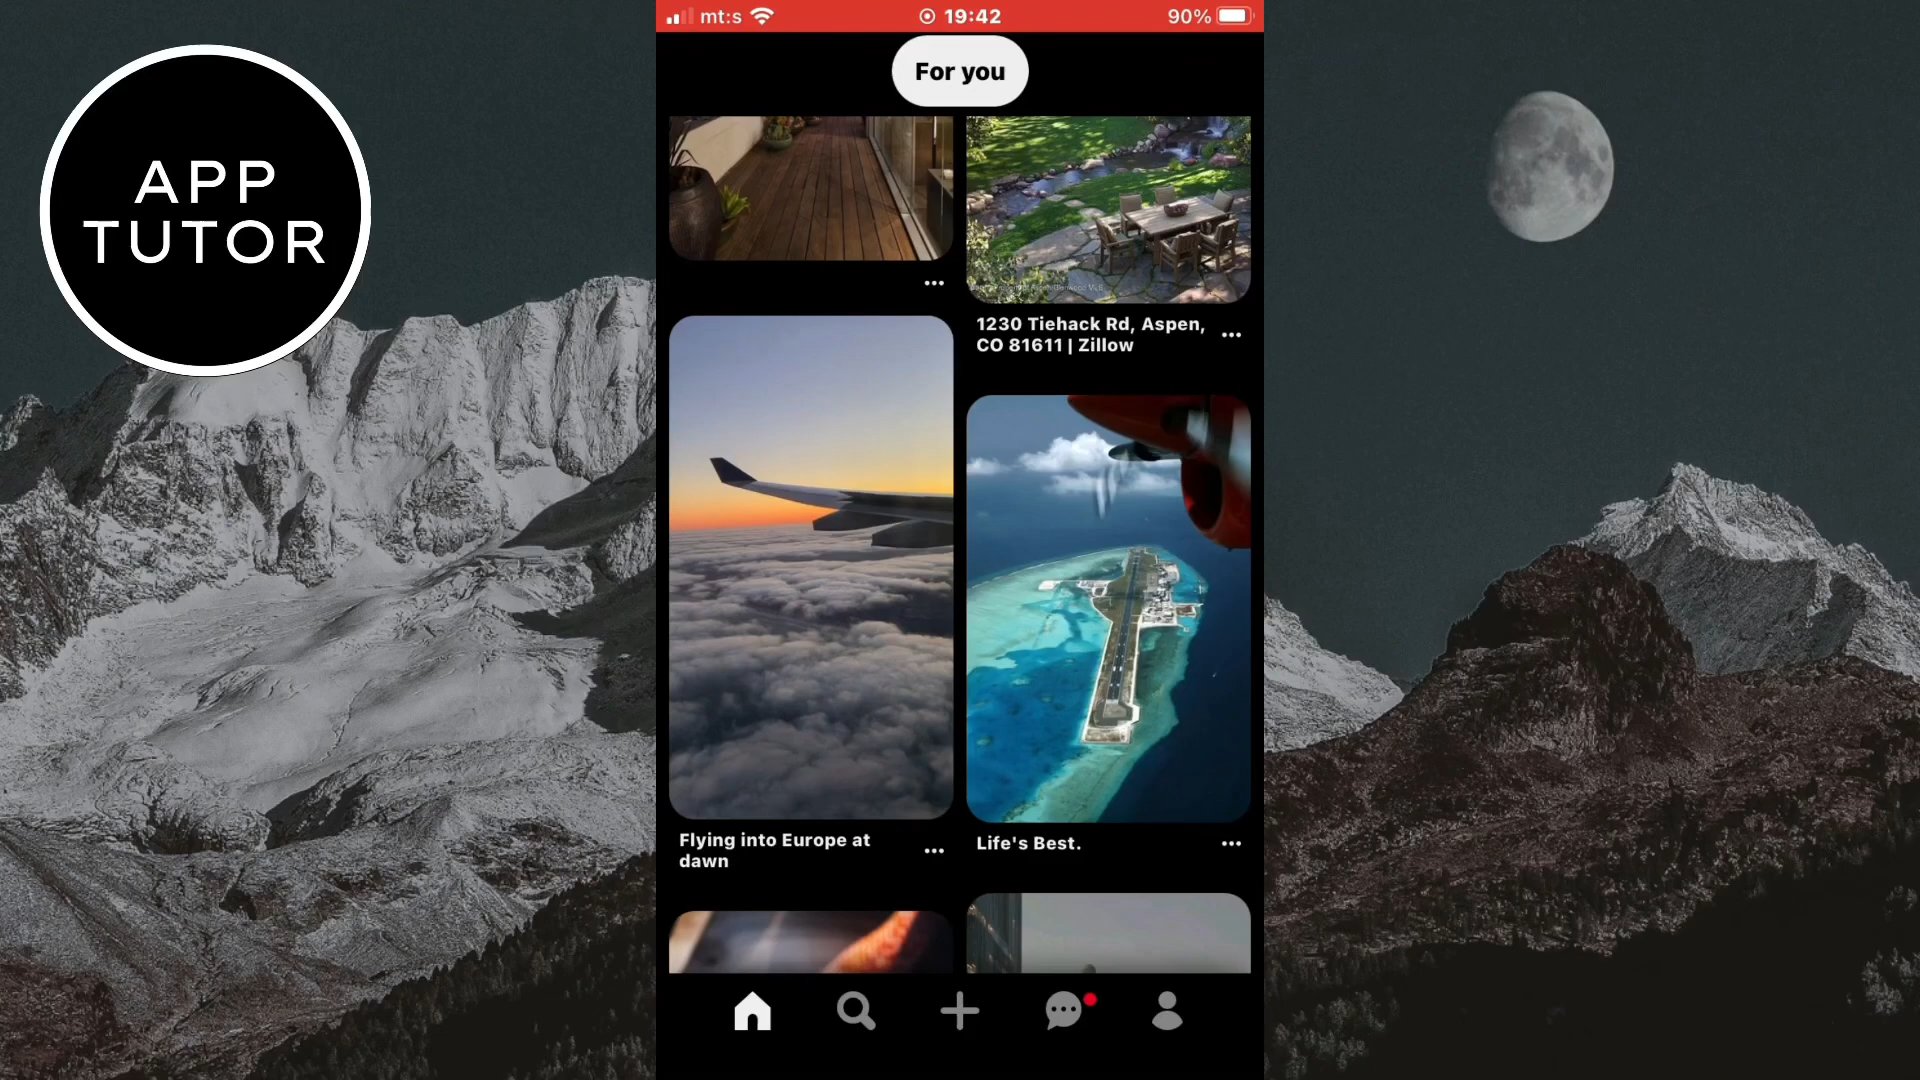 APP
TUTOR
mt:s
19:42
90%
For you
1230 Tiehack Rd, Aspen,
CO 81611 | Zillow
Flying into Europe at
dawn
Life's Best.